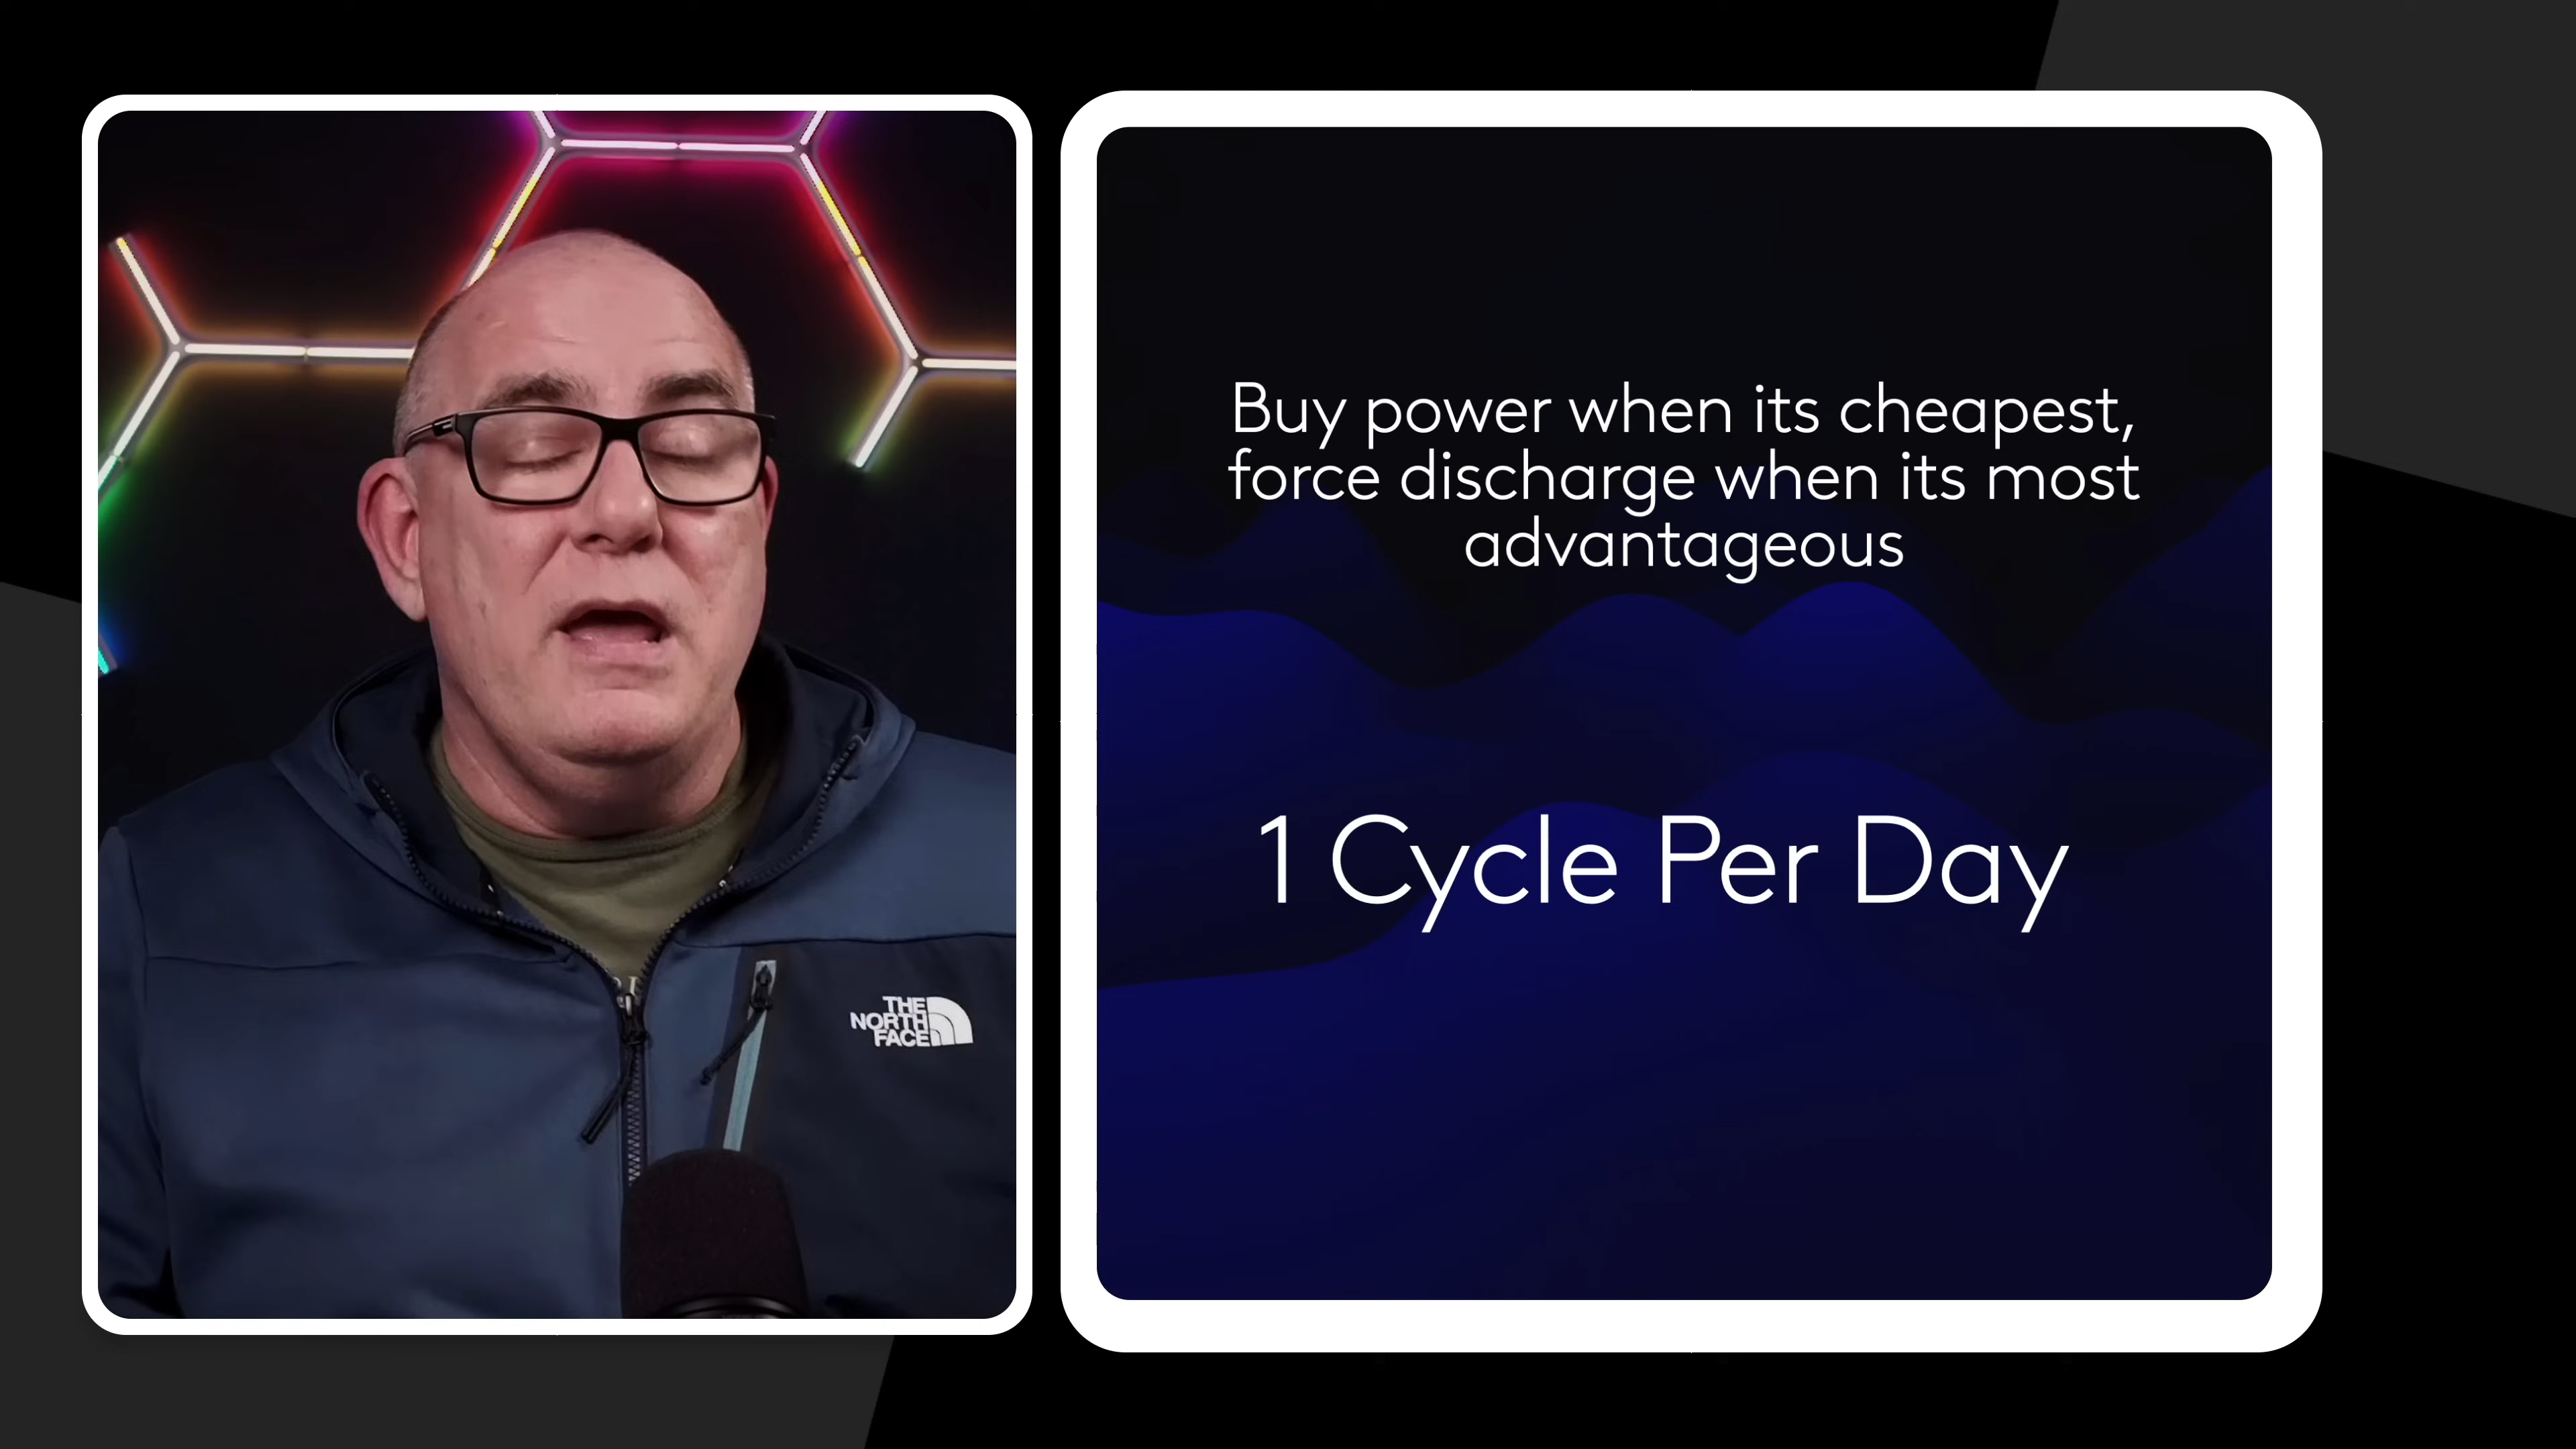 Buy power when its cheapest,
force discharge when its most
advantageous
1 Cycle Per Day
THE
NORTH
FACE